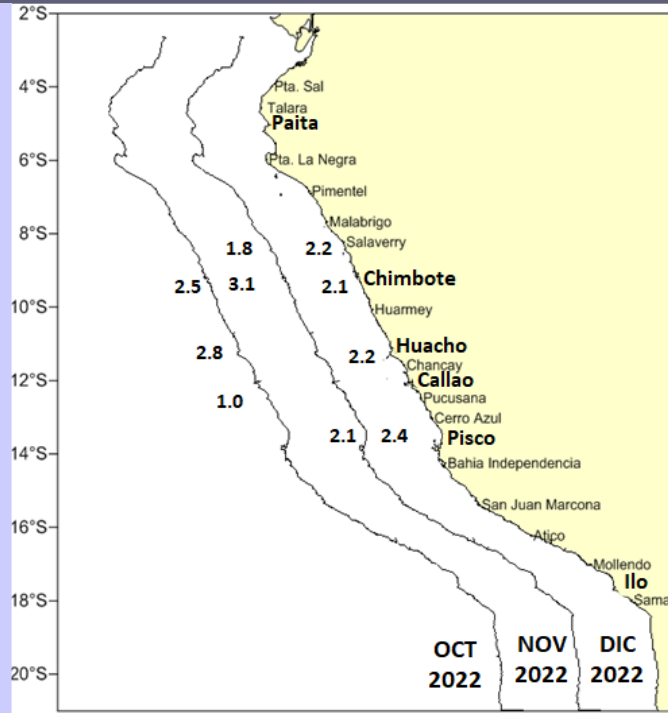 2°S
4°S
Pta. Sal
Talara
Paita
6°S
Pta. La Negra
Pimentel
Malabrigo
8°S
1.8
2.2
Salaverry
2.5
3.1
2.1
Chimbote
10°S
Huarmey
2.8
2.2
Huacho
Chancay
12°S
Callao
1.0
Pucusana
Cerro Azul
2.1
2.4
Pisco
14°S
Bahia Independencia
San Juan Marcona
16°S
Atico
Mollendo
Ilo
18°S
Sama
OCT
2022
NOV
2022
DIC
2022
20°S